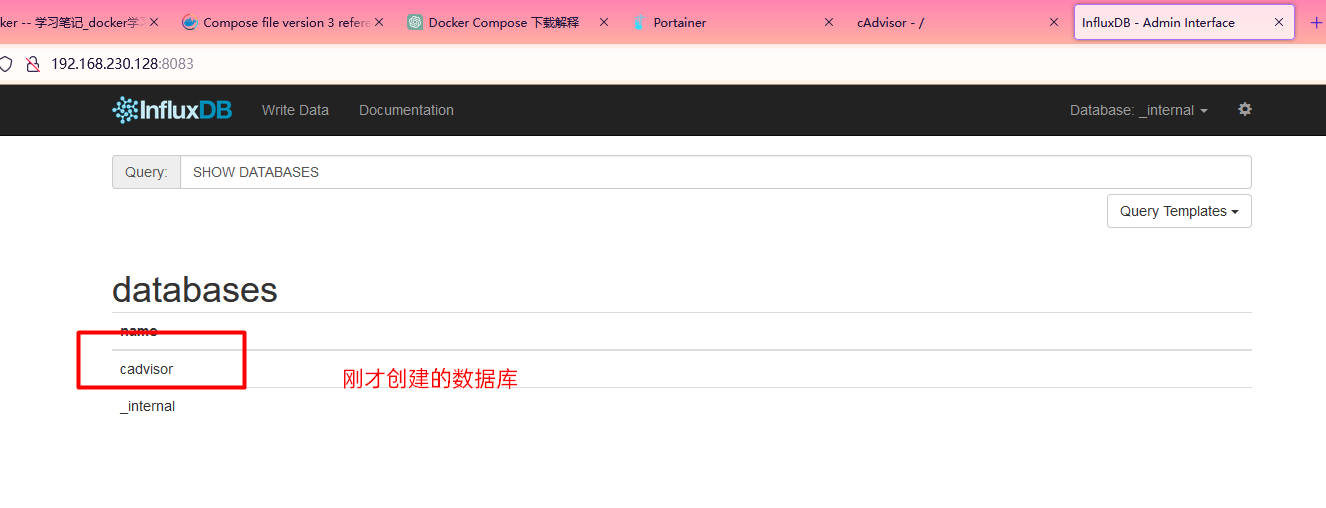 ker -- 学习笔记_docker学习
Compose file version 3 refere
Docker Compose 下载解释
Portainer
cAdvisor - /
InfluxDB - Admin Interface
192.168.230.128:8083
InfluxDB
Write Data
Documentation
Database: _internal
Query:
SHOW DATABASES
Query Templates
databases
name
cadvisor
刚才创建的数据库
_internal